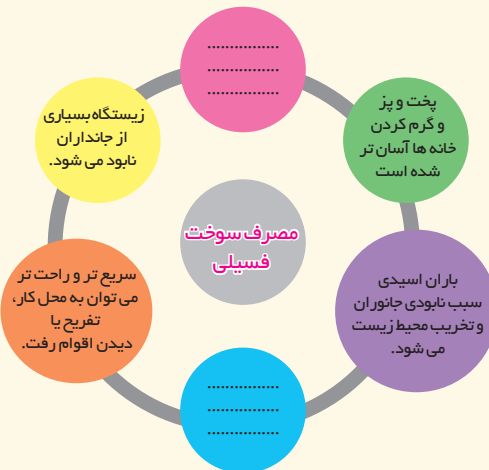 ................
................
................
پخت و پز
و گرم کردن
خانه ها آسان تر
شده است
زیستگاه بسیاری
از جانداران
نابود می شود.
مصرف سوخت
فسیلی
باران اسیدی
سبب نابودی جانوران
و تخریب محیط زیست
می شود.
سریع تر و راحت تر
می توان به محل کار،
تفریح یا
دیدن اقوام رفت.
................
................
................